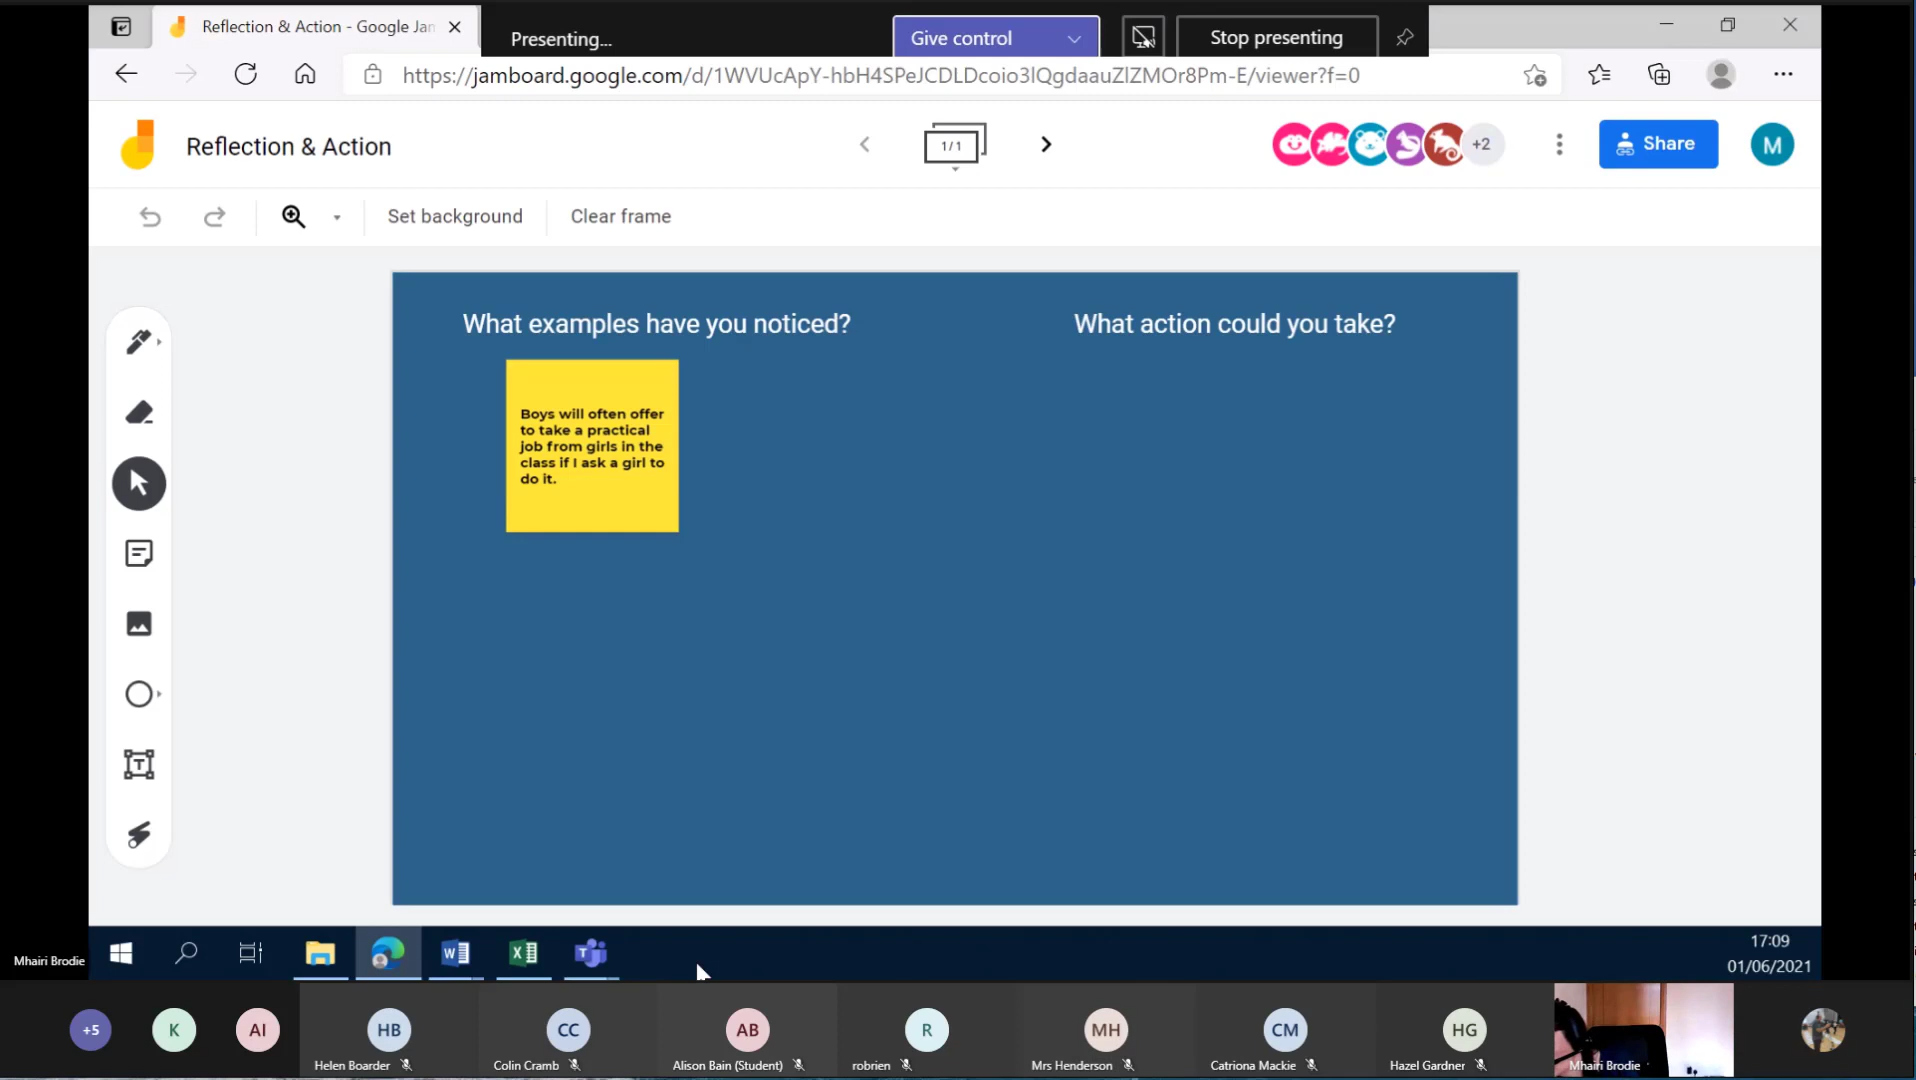 Reflection & Action - Google Jan
Presenting...
Give control
Stop presenting
https://jamboard.google.com/d/1WVUcApY-hbH4SPeJCDLDcoio3lQgdaauZlZMOr8Pm-E/viewer?f=0
Reflection & Action
1/1
+2
Share
M
Set background
Clear frame
What examples have you noticed?
What action could you take?
Boys will often offer
to take a practical
job from girls in the
class if I ask a girl to
do it.
17:09
01/06/2021
Mhairi Brodie
+5
K
AI
HB
CC
AB
R
MH
CM
HG
Helen Boarder
Colin Cramb
Alison Bain (Student)
robrien
Mrs Henderson
Catriona Mackie
Hazel Gardner
Mhairi Brodie